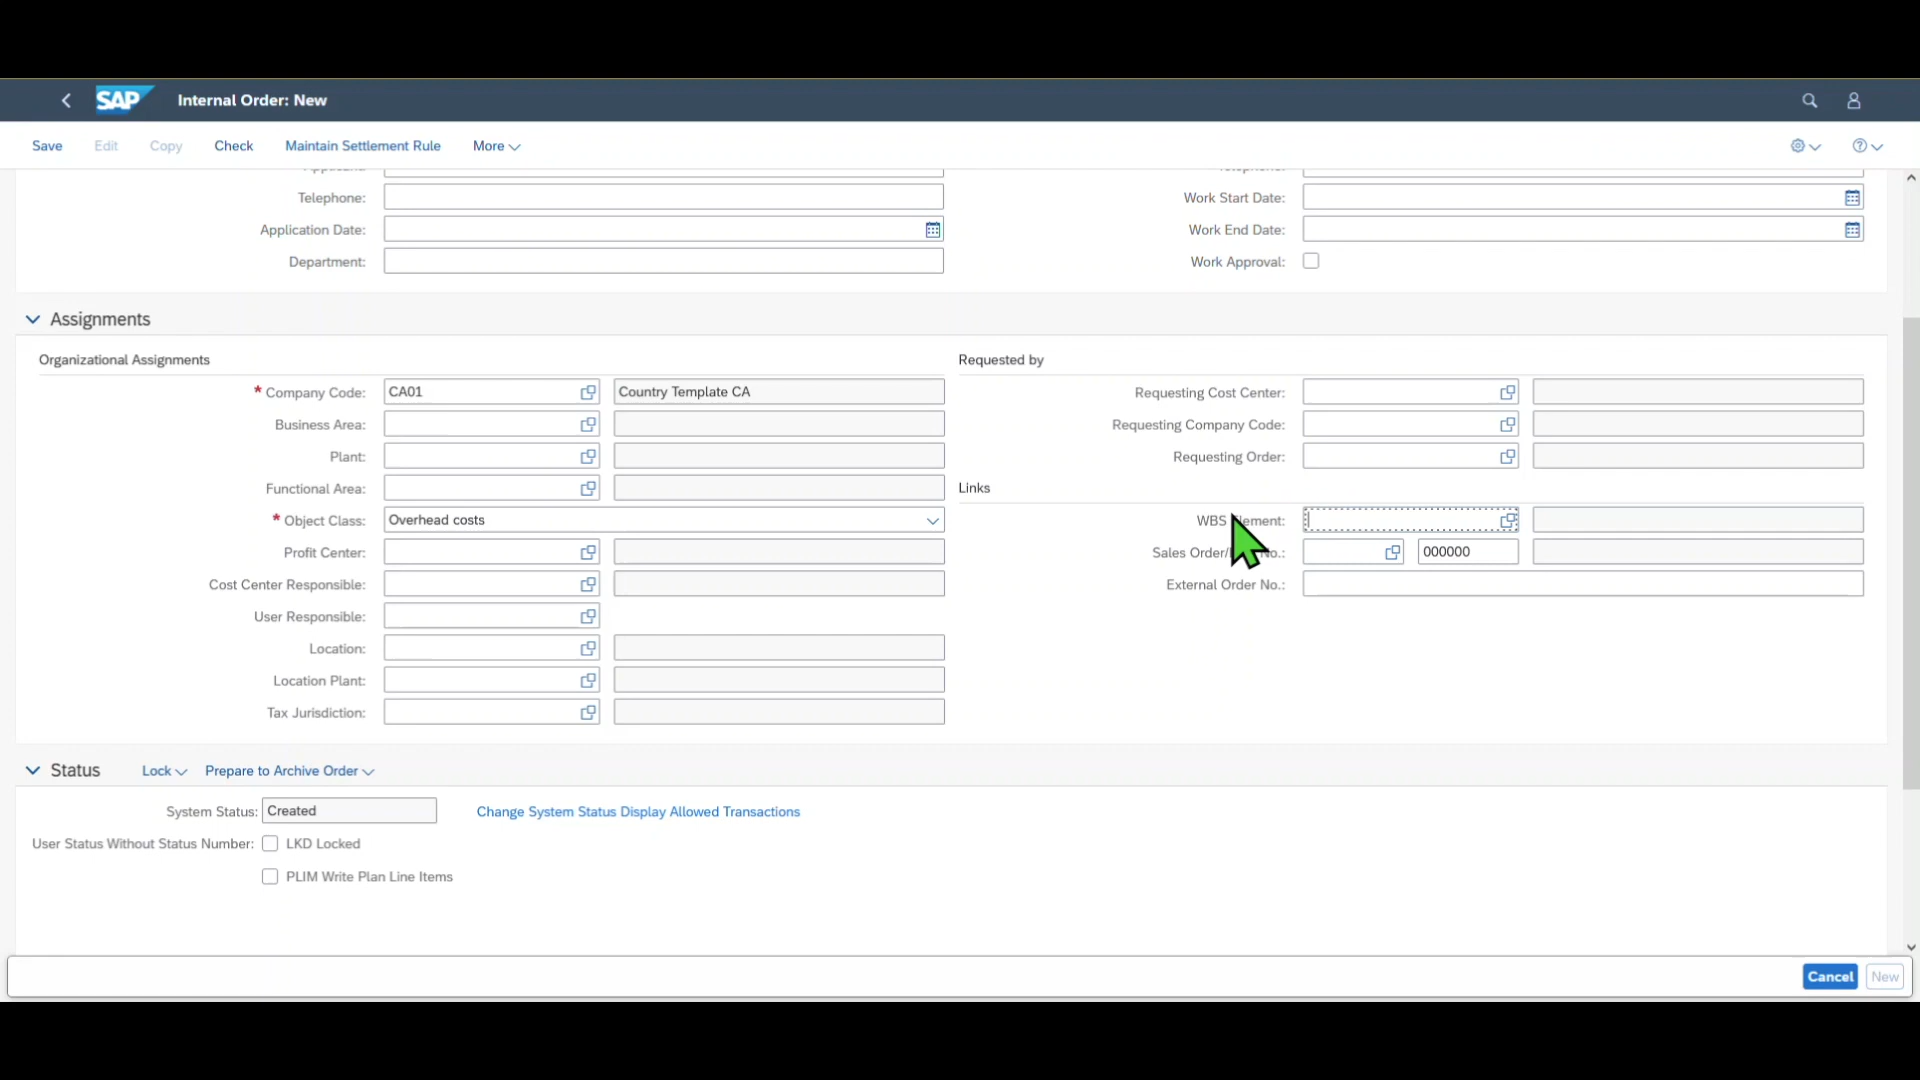 SAP Internal Order: New
Save Edit Copy Check Maintain Settlement Rule More
Telephone: Work Start Date:
Application Date: Work End Date:
Department: Work Approval:
Assignments
Organizational Assignments Requested by
* Company Code: CA01 Country Template CA Requesting Cost Center:
Business Area: Requesting Company Code:
Plant: Requesting Order:
Functional Area: Links
* Object Class: Overhead costs WBS
Profit Center: Sales 000000
Cost Center Responsible: External Order No.:
User Responsible:
Location:
Location Plant:
Tax Jurisdiction:
Status Lock Prepare to Archive Order
System Status: Created Change System Status Display Allowed Transactions
User Status Without Status Number: LKD Locked
PLIM Write Plan Line Items
Cancel New